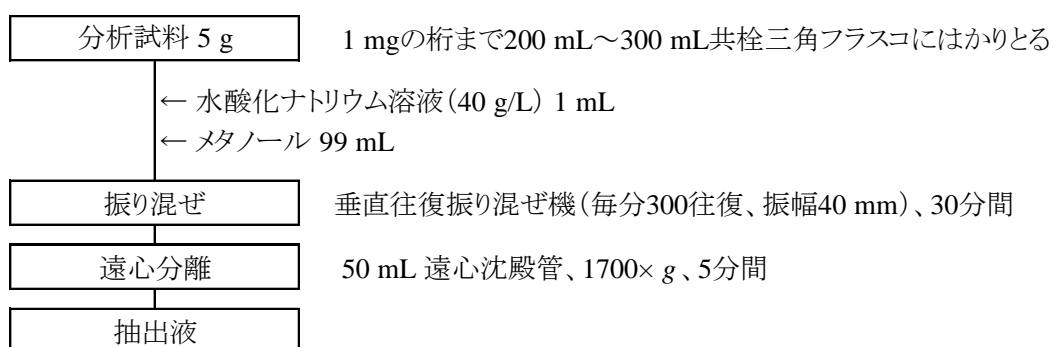 分析試料 5 g 1 mgの桁まで200 mL～300 mL共栓三角フラスコにはかりとる
← 水酸化ナトリウム溶液（40 g/L） 1 mL
← メタノール 99 mL
振り混ぜ 垂直往復振り混ぜ機（毎分300往復、振幅40 mm）、30分間
遠心分離 50 mL 遠心沈殿管、1700× g 、5分間
抽出液